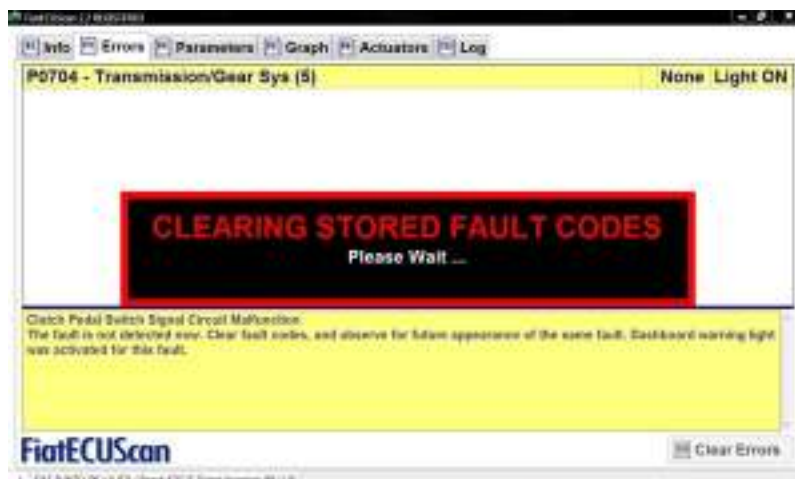 Info Errors Parameters Graph Actuators Log
P0704 - Transmission/Gear Sys (5) None Light ON
CLEARING STORED FAULT CODES
Please Wait ...
Clutch Pedal Switch Signal Circuit Malfunction
The fault is not detected now. Clear fault codes, and observe for future appearance of the same fault. Dashboard warning light
was activated for this fault.
FiatECUScan Clear Errors